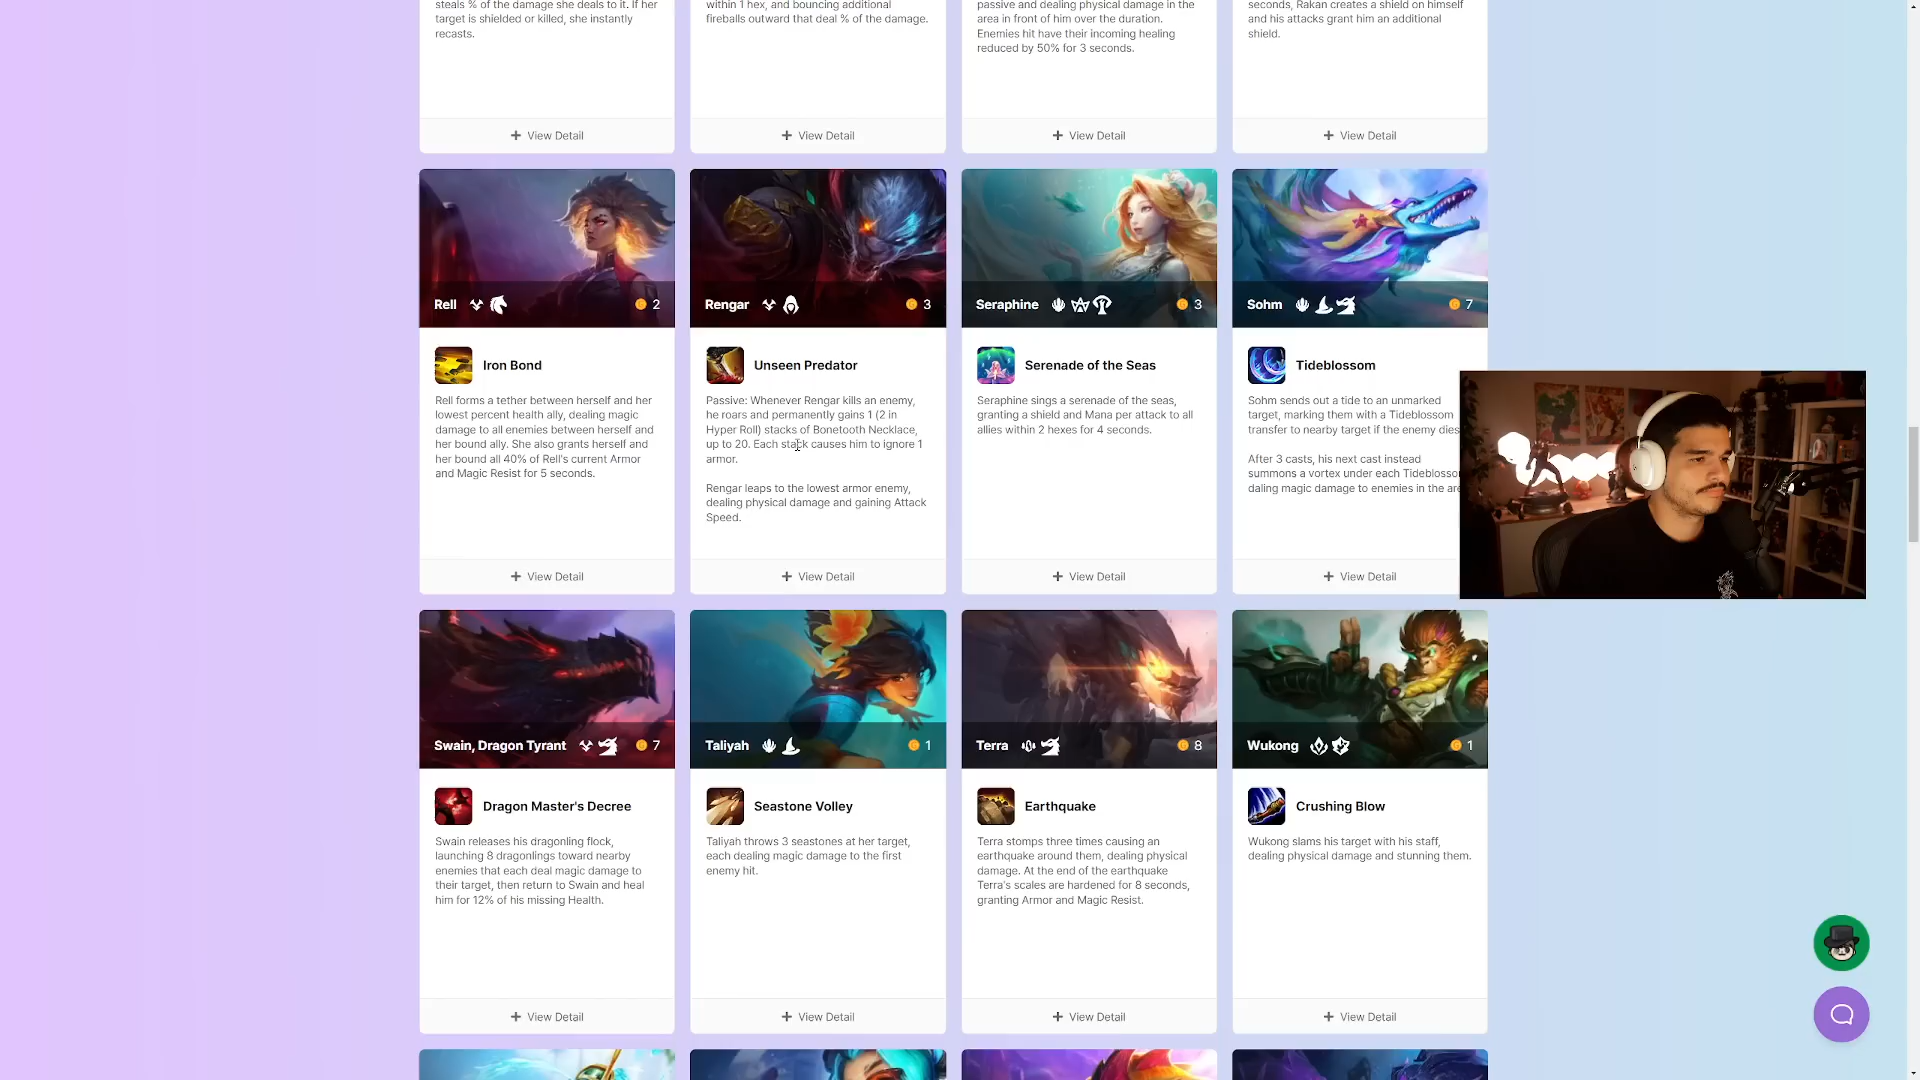 steals % of the damage she deals to it. If her
target is shielded or killed, she instantly
recasts.
within 1 hex, and bouncing additional
fireballs outward that deal % of the damage.
passive and dealing physical damage in the
area in front of him over the duration.
Enemies hit have their incoming healing
reduced by 50% for 3 seconds.
seconds, Rakan creates a shield on himself
and his attacks grant him an additional
shield.
+ View Detail
+ View Detail
+ View Detail
+ View Detail
Rell 2
Iron Bond
Rell forms a tether between herself and her
lowest percent health ally, dealing magic
damage to all enemies between herself and
her bound ally. She also grants herself and
her bound all 40% of Rell's current Armor
and Magic Resist for 5 seconds.
+ View Detail
Rengar 3
Unseen Predator
Passive: Whenever Rengar kills an enemy,
he roars and permanently gains 1 (2 in
Hyper Roll) stacks of Bonetooth Necklace,
up to 20. Each stack causes him to ignore 1
armor.
Rengar leaps to the lowest armor enemy,
dealing physical damage and gaining Attack
Speed.
+ View Detail
Seraphine 3
Serenade of the Seas
Seraphine sings a serenade of the seas,
granting a shield and Mana per attack to all
allies within 2 hexes for 4 seconds.
+ View Detail
Sohm 7
Tideblossom
Sohm sends out a tide to an unmarked
target, marking them with a Tideblossom
transfer to nearby target if the enemy dies
After 3 casts, his next cast instead
summons a vortex under each Tideblosso
daling magic damage to enemies in the are
+ View Detail
Swain, Dragon Tyrant 7
Dragon Master's Decree
Swain releases his dragonling flock,
launching 8 dragonlings toward nearby
enemies that each deal magic damage to
their target, then return to Swain and heal
him for 12% of his missing Health.
+ View Detail
Taliyah 1
Seastone Volley
Taliyah throws 3 seastones at her target,
each dealing magic damage to the first
enemy hit.
+ View Detail
Terra 8
Earthquake
Terra stomps three times causing an
earthquake around them, dealing physical
damage. At the end of the earthquake
Terra's scales are hardened for 8 seconds,
granting Armor and Magic Resist.
+ View Detail
Wukong 1
Crushing Blow
Wukong slams his target with his staff,
dealing physical damage and stunning them.
+ View Detail